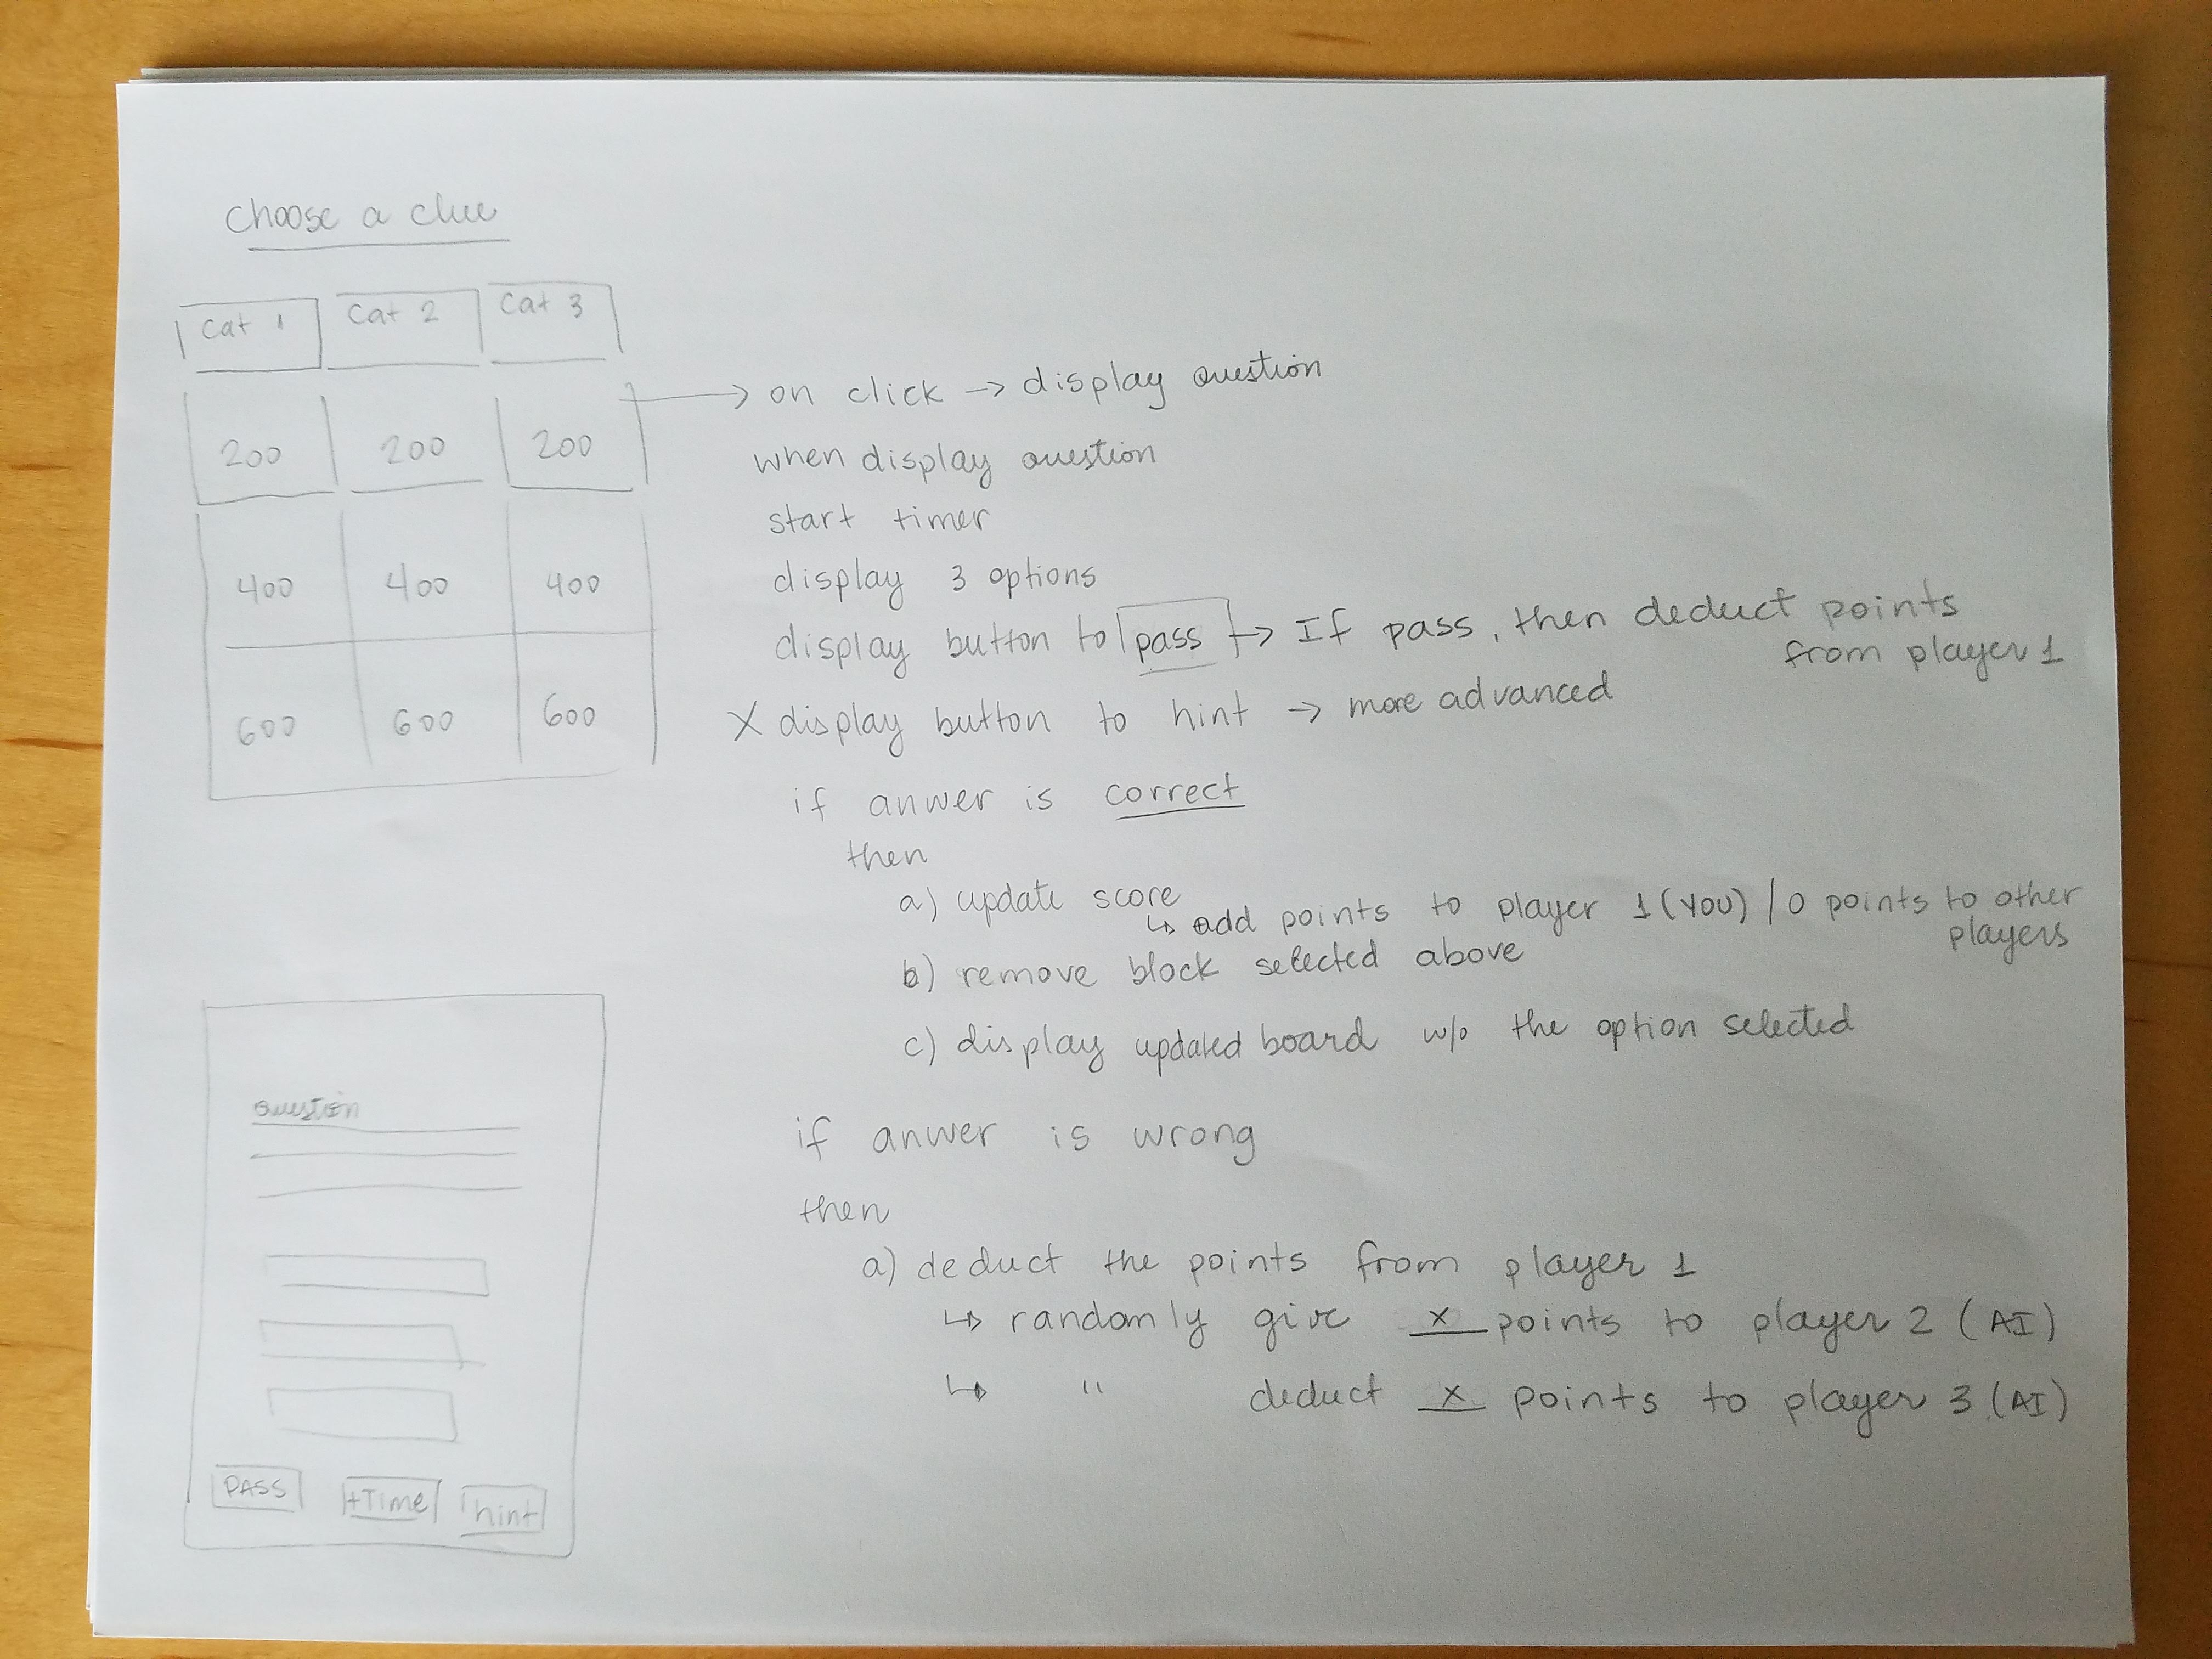 Choose a clue
Cat 1 Cat 2 Cat 3
200 200 200
400 400 400
600 600 600
→ on click → display question
when display question
start timer
display 3 options
display button to pass → If pass, then deduct points
from player 1
X display button to hint → more advanced
if anwer is correct
then
a) update score
↳ add points to player 1 (YOU) / 0 points to other
players
b) remove block selected above
c) display updated board w/o the option selected
if anwer is wrong
then
a) deduct the points from player 1
↳ randomly give x points to player 2 (AI)
↳ " deduct x points to player 3 (AI)
Question
PASS +Time hint